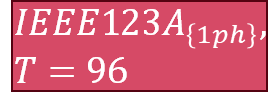 IEEE123A_{1ph},
T = 96